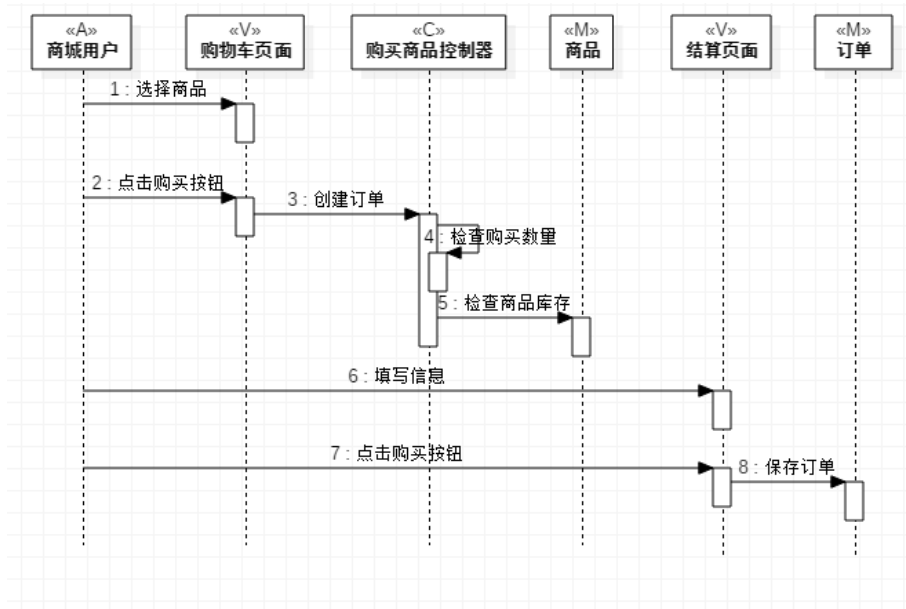 «A»
商城用户
«V»
购物车页面
«C»
购买商品控制器
«M»
商品
«V»
结算页面
«M»
订单
1 : 选择商品
2 : 点击购买按钮
3 : 创建订单
4 : 检查购买数量
5 : 检查商品库存
6 : 填写信息
7 : 点击购买按钮
8 : 保存订单